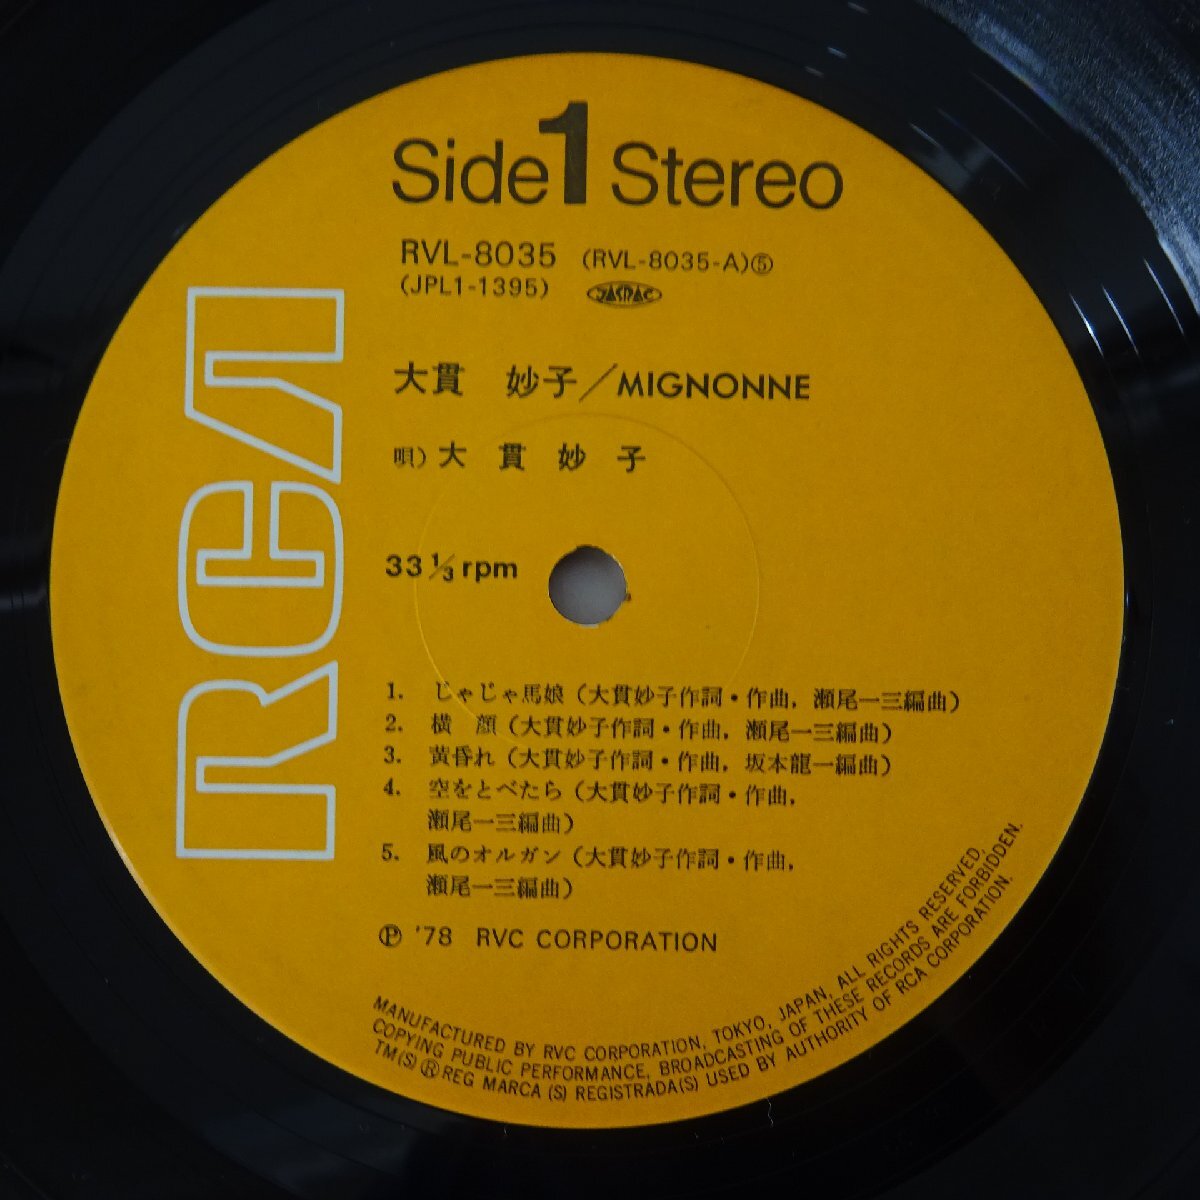 RCA
Side 1 Stereo
RVL-8035 (RVL-8035-A)⑤
(JPL1-1395) JASRAC
大貫 妙子／MIGNONNE
唄) 大貫妙子
33 1/3 rpm
1. じゃじゃ馬娘 (大貫妙子作詞・作曲, 瀬尾一三編曲)
2. 横 顔 (大貫妙子作詞・作曲, 瀬尾一三編曲)
3. 黄昏れ (大貫妙子作詞・作曲, 坂本龍一編曲)
4. 空をとべたら (大貫妙子作詞・作曲,
瀬尾一三編曲)
5. 風のオルガン (大貫妙子作詞・作曲,
瀬尾一三編曲)
Ⓟ '78 RVC CORPORATION
MANUFACTURED BY RVC CORPORATION, TOKYO, JAPAN, ALL RIGHTS RESERVED,
COPYING PUBLIC PERFORMANCE, BROADCASTING OF THESE RECORDS ARE FORBIDDEN.
TM(S) ® REG MARCA (S) REGISTRADA(S) USED BY AUTHORITY OF RCA CORPORATION.